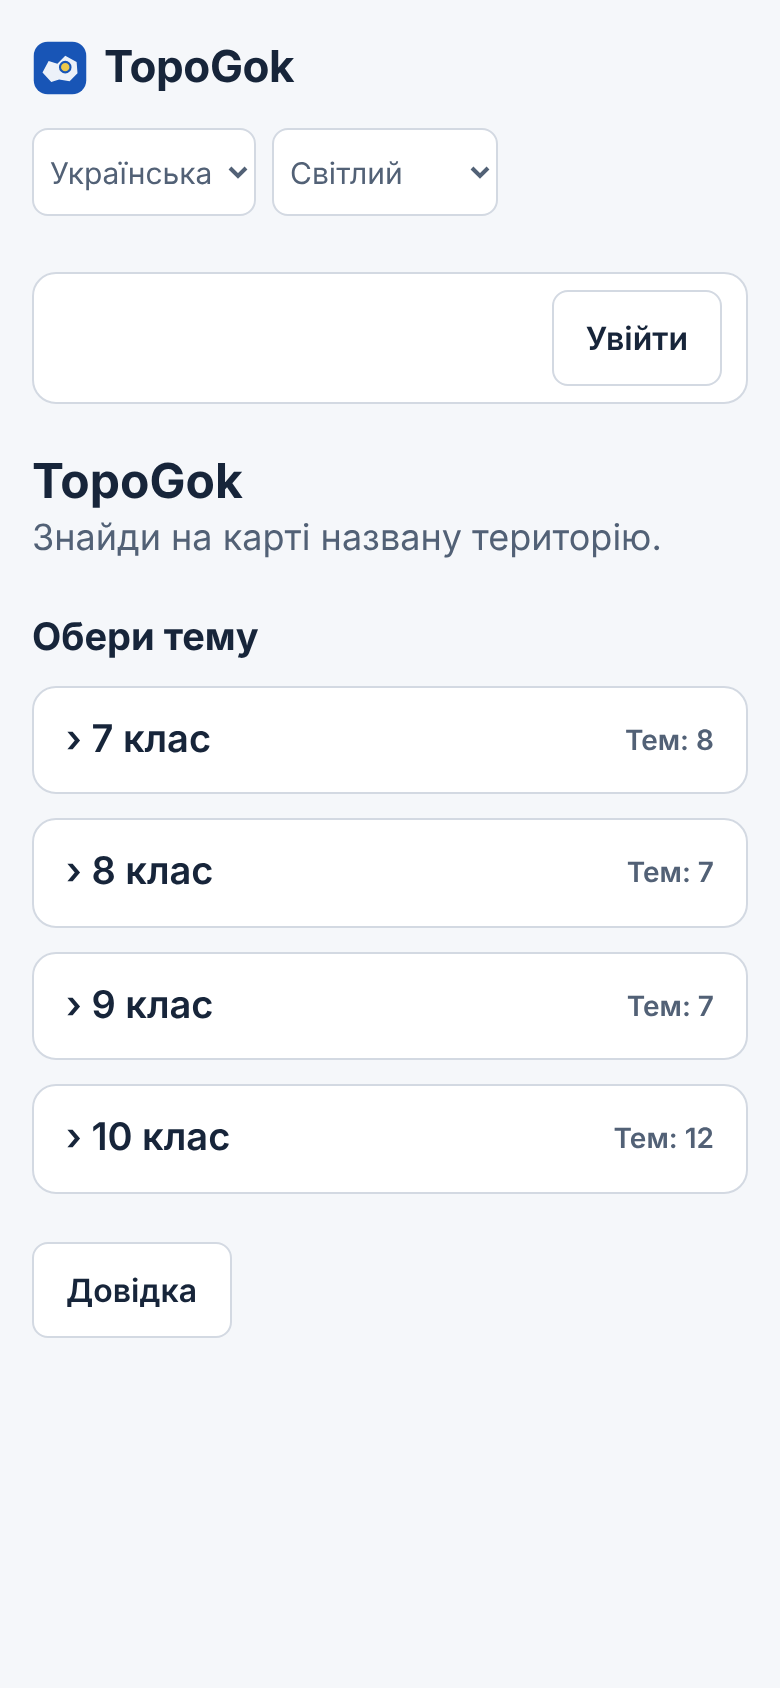 TopoGok
Українська
Світлий
Увійти
TopoGok
Знайди на карті названу територію.
Обери тему
› 7 клас
Тем: 8
› 8 клас
Тем: 7
› 9 клас
Тем: 7
› 10 клас
Тем: 12
Довідка